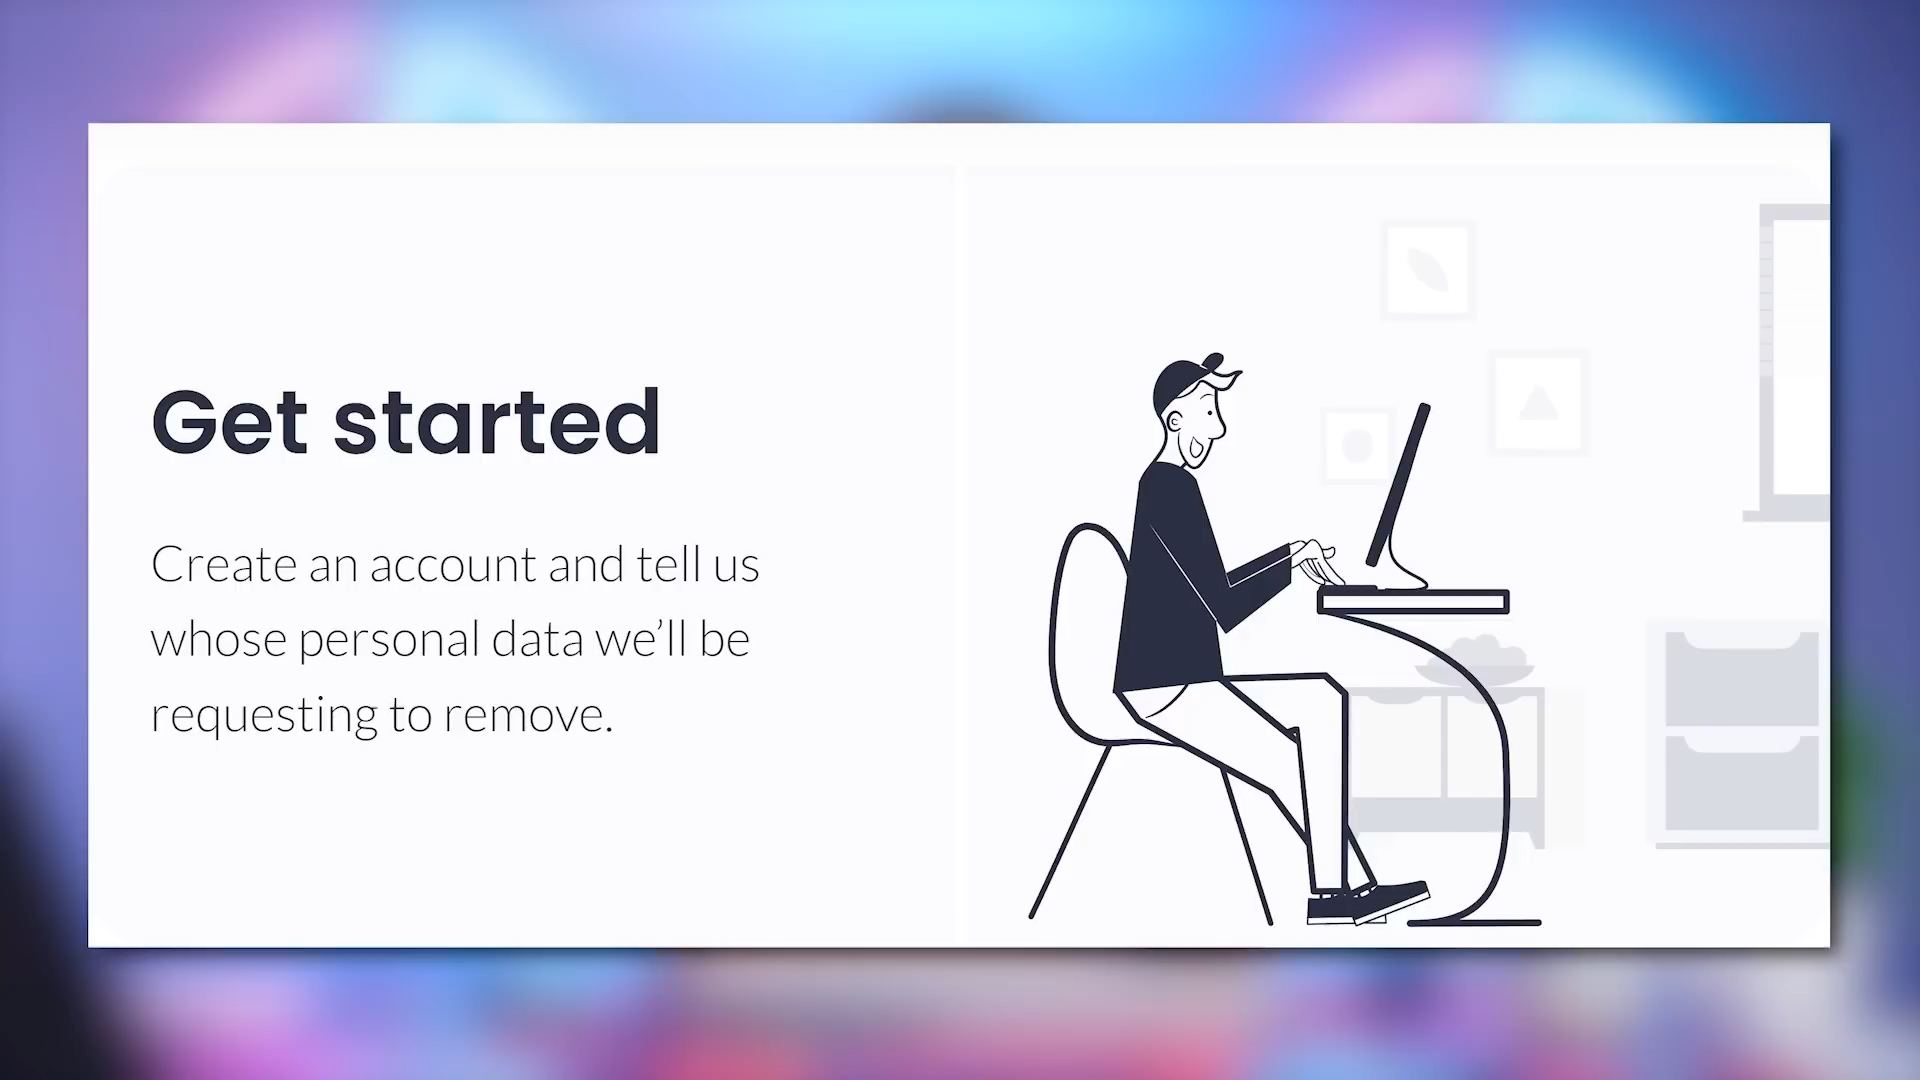 Get started
Create an account and tell us
whose personal data we’ll be
requesting to remove.